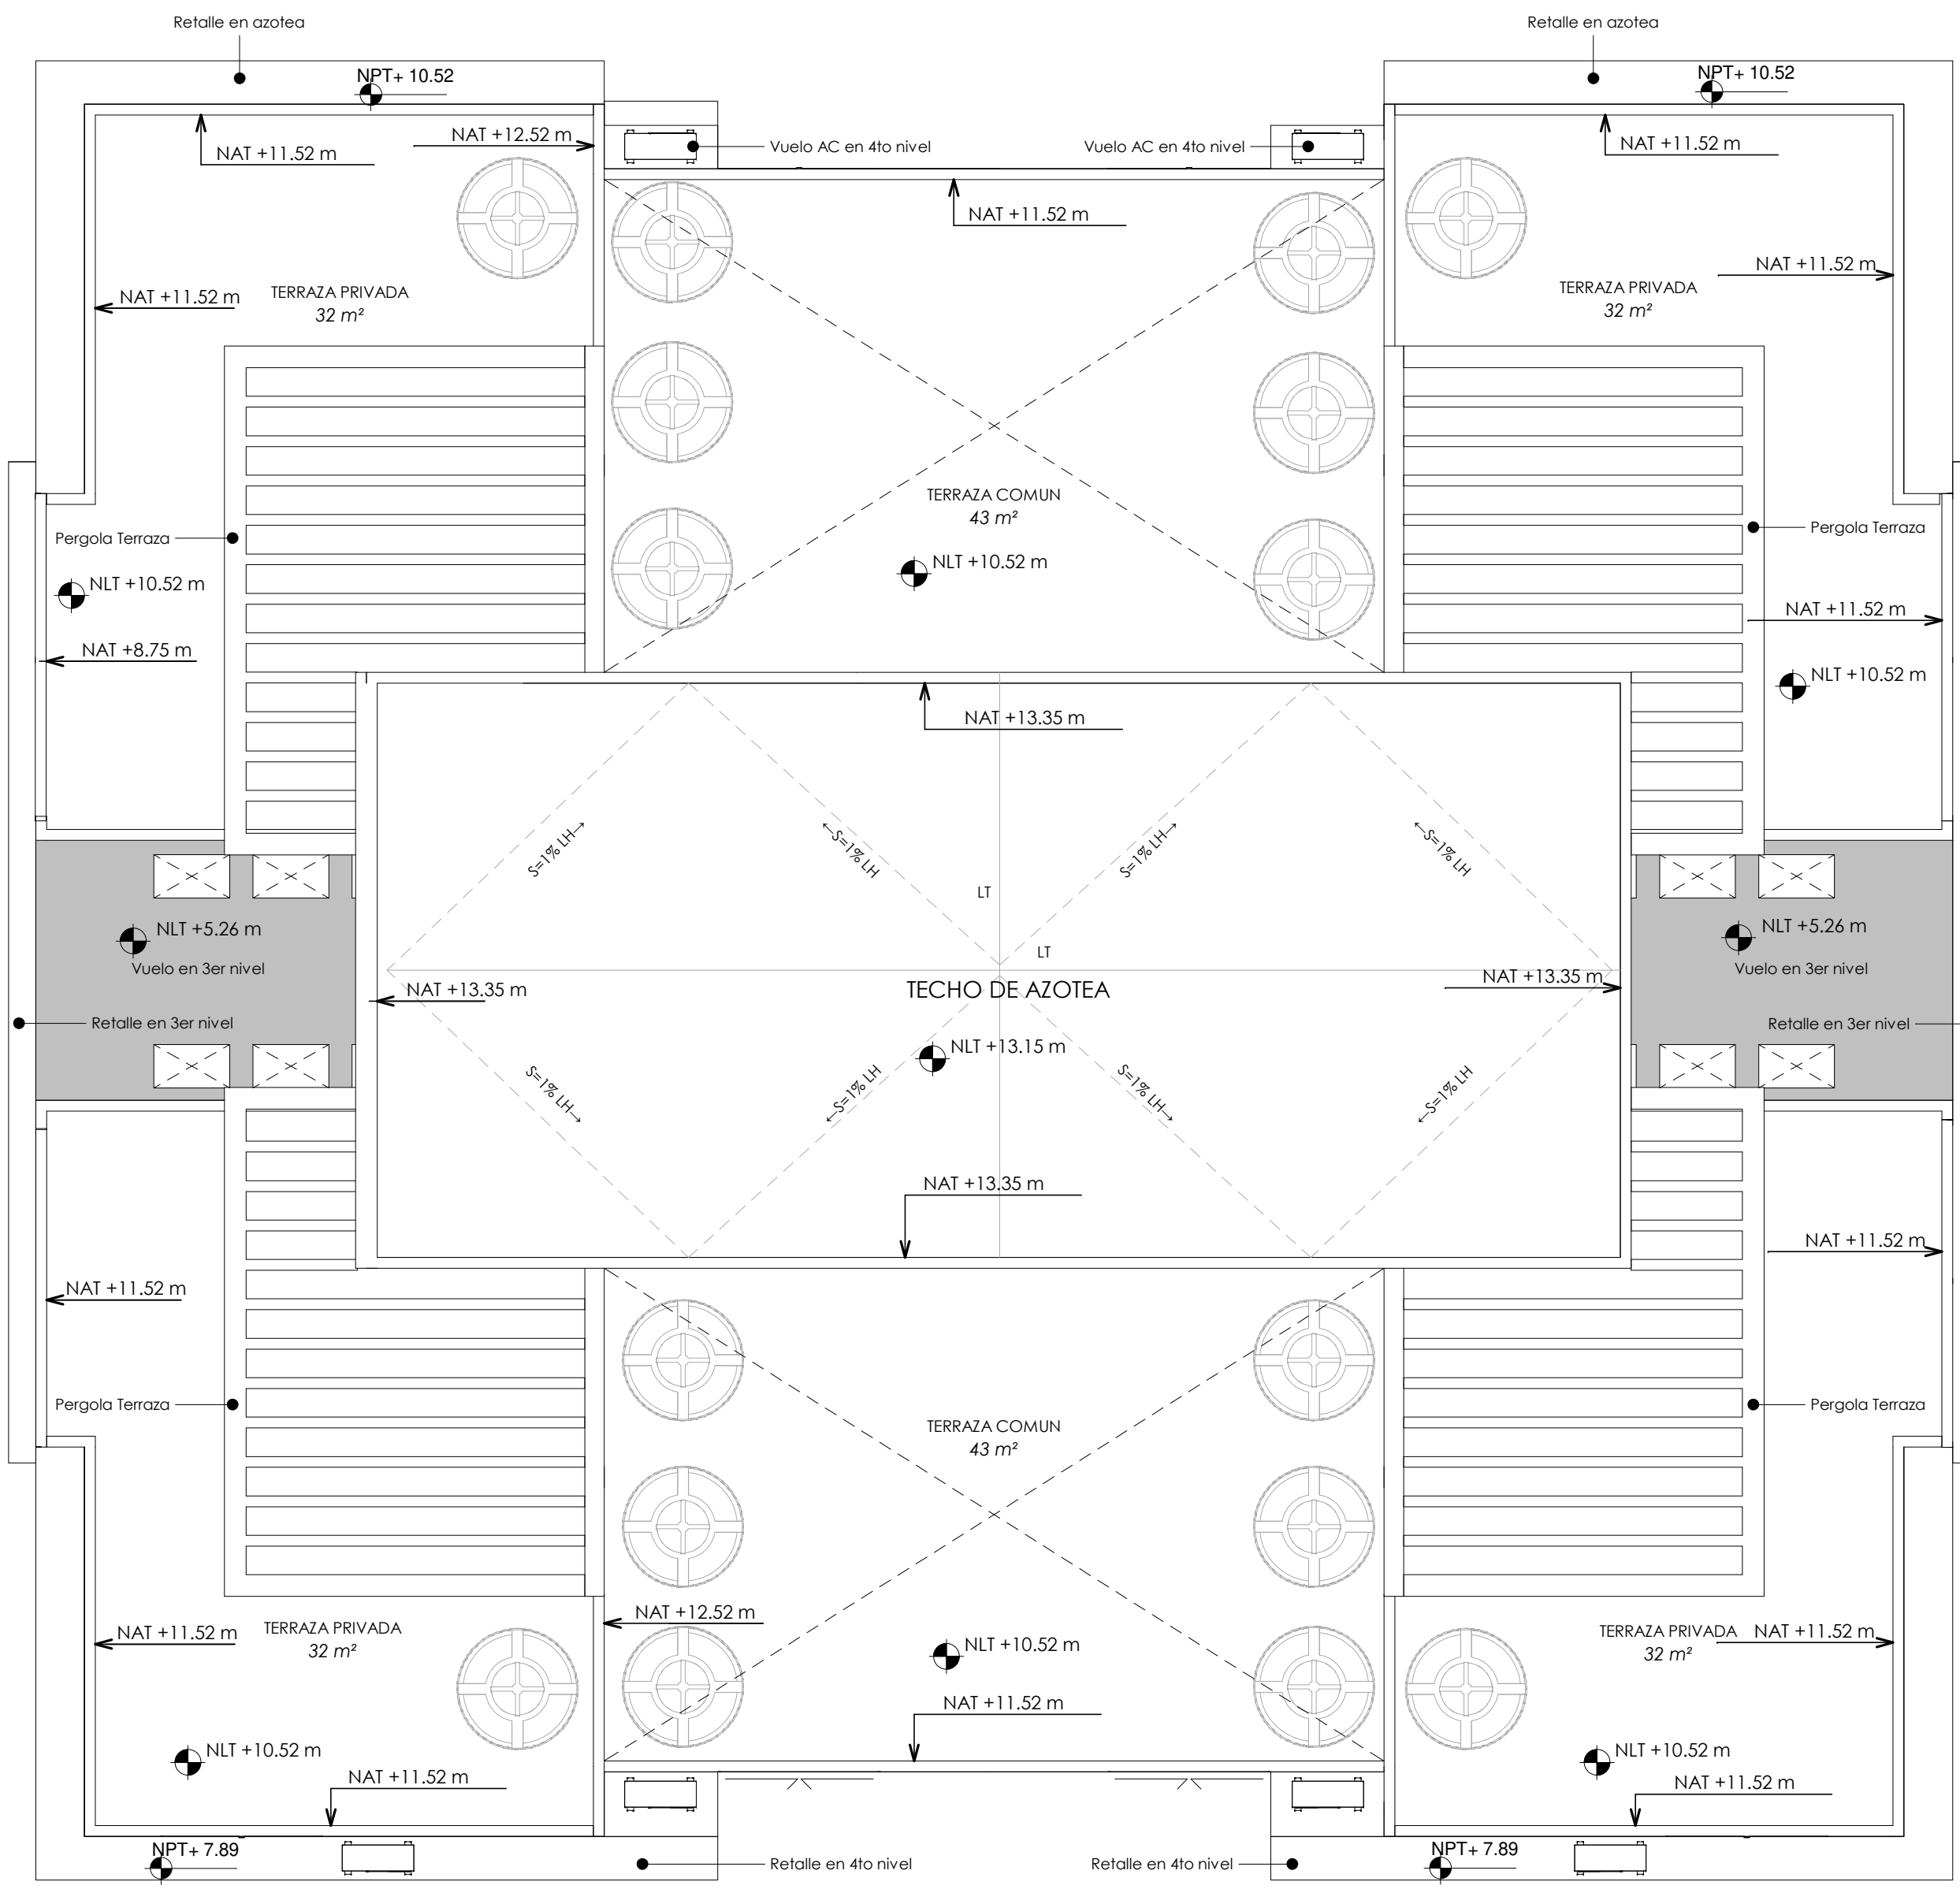 Retalle en azotea
Retalle en azotea
NPT+ 10.52
NPT+ 10.52
NAT +12.52 m
Vuelo AC en 4to nivel
Vuelo AC en 4to nivel
NAT +11.52 m
NAT +11.52 m
NAT +11.52 m
NAT +11.52 m
NAT +11.52 m
TERRAZA PRIVADA
32 m²
TERRAZA PRIVADA
32 m²
TERRAZA COMUN
43 m²
Pergola Terraza
Pergola Terraza
NLT +10.52 m
NLT +10.52 m
NAT +11.52 m
NAT +8.75 m
NLT +10.52 m
NAT +13.35 m
S=1% LH→
←S=1% LH
S=1% LH→
←S=1% LH
LT
NLT +5.26 m
Vuelo en 3er nivel
LT
NLT +5.26 m
Vuelo en 3er nivel
NAT +13.35 m
TECHO DE AZOTEA
NAT +13.35 m
Retalle en 3er nivel
Retalle en 3er nivel
NLT +13.15 m
S=1% LH→
←S=1% LH
S=1% LH→
←S=1% LH
NAT +13.35 m
NAT +11.52 m
NAT +11.52 m
Pergola Terraza
Pergola Terraza
TERRAZA COMUN
43 m²
NAT +12.52 m
NAT +11.52 m
TERRAZA PRIVADA
32 m²
TERRAZA PRIVADA
32 m²
NAT +11.52 m
NLT +10.52 m
NAT +11.52 m
NLT +10.52 m
NLT +10.52 m
NAT +11.52 m
NAT +11.52 m
NPT+ 7.89
NPT+ 7.89
Retalle en 4to nivel
Retalle en 4to nivel